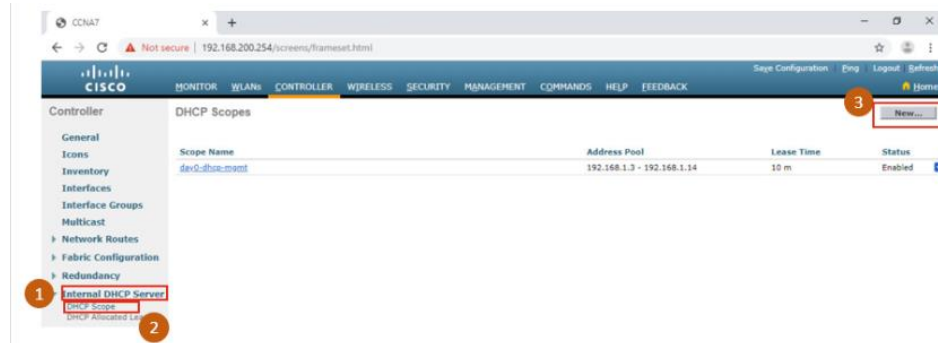 CCNA7
Not secure | 192.168.200.254/screens/frameset.html
Save Configuration Ping Logout Refresh
CISCO MONITOR WLANs CONTROLLER WIRELESS SECURITY MANAGEMENT COMMANDS HELP FEEDBACK Home
3
Controller DHCP Scopes New...
General
Icons Scope Name Address Pool Lease Time Status
Inventory day0-dhcp-mgmt 192.168.1.3 - 192.168.1.14 10 m Enabled
Interfaces
Interface Groups
Multicast
Network Routes
Fabric Configuration
Redundancy
1 Internal DHCP Server
DHCP Scope
DHCP Allocated
2